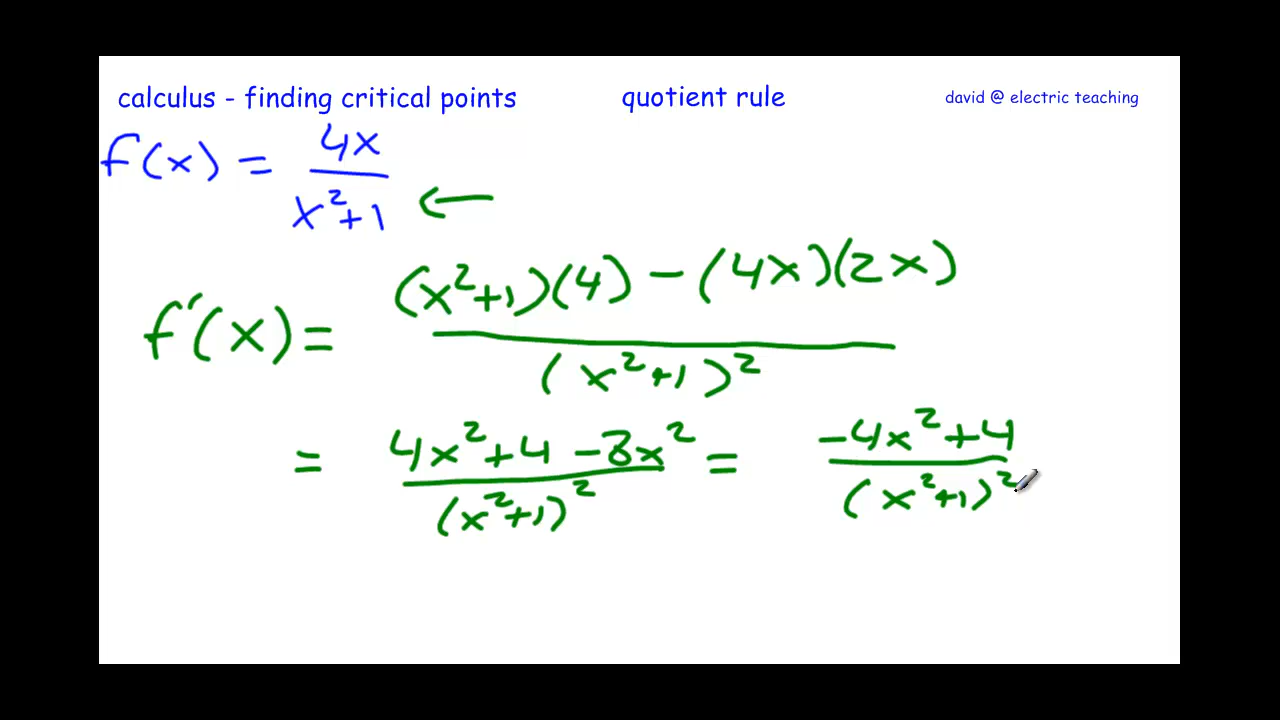 calculus - finding critical points quotient rule david @ electric teaching
f(x) = 4x / x²+1 ←
f'(x) = (x²+1)(4) − (4x)(2x) / (x²+1)²
= 4x²+4 −8x² / (x²+1)² = −4x²+4 / (x²+1)²